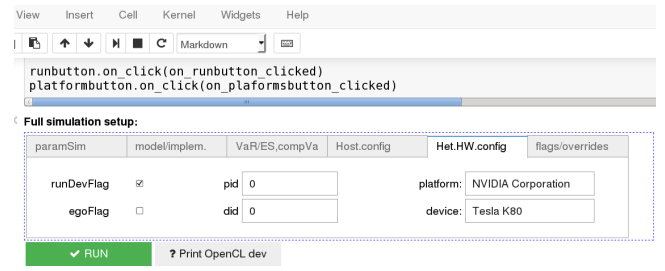 View Insert Cell Kernel Widgets Help
Markdown
runbutton.on_click(on_runbutton_clicked)
platformbutton.on_click(on_plaformsbutton_clicked)
Full simulation setup:
paramSim model/implem. VaR/ES,compVa Host.config Het.HW.config flags/overrides
runDevFlag pid 0 platform: NVIDIA Corporation
egoFlag did 0 device: Tesla K80
RUN ? Print OpenCL dev